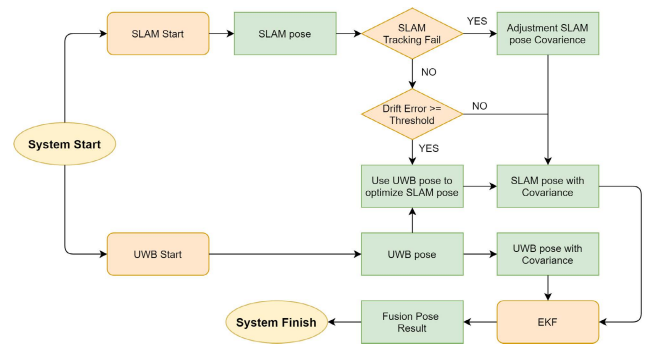 SLAM Start
SLAM pose
SLAM
Tracking Fail
YES
Adjustment SLAM
pose Covarience
NO
Drift Error >=
Threshold
NO
YES
System Start
Use UWB pose to
optimize SLAM pose
SLAM pose with
Covariance
UWB Start
UWB pose
UWB pose with
Covariance
System Finish
Fusion Pose
Result
EKF